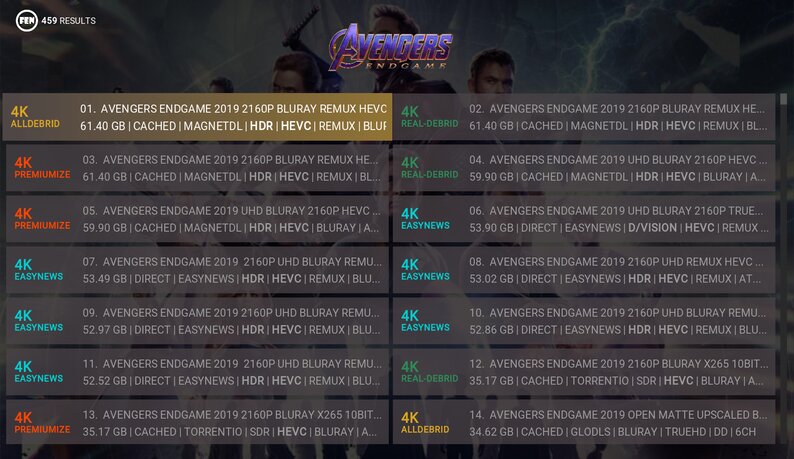 FEN 459 RESULTS
AVENGERS
ENDGAME
4K
ALLDEBRID
01. AVENGERS ENDGAME 2019 2160P BLURAY REMUX HEVC
61.40 GB | CACHED | MAGNETDL | HDR | HEVC | REMUX | BLUR
4K
REAL-DEBRID
02. AVENGERS ENDGAME 2019 2160P BLURAY REMUX HE...
61.40 GB | CACHED | MAGNETDL | HDR | HEVC | REMUX | BLU...
4K
PREMIUMIZE
03. AVENGERS ENDGAME 2019 2160P BLURAY REMUX HE...
61.40 GB | CACHED | MAGNETDL | HDR | HEVC | REMUX | BL...
4K
REAL-DEBRID
04. AVENGERS ENDGAME 2019 UHD BLURAY 2160P HEVC ...
59.90 GB | CACHED | MAGNETDL | HDR | HEVC | BLURAY | A...
4K
PREMIUMIZE
05. AVENGERS ENDGAME 2019 UHD BLURAY 2160P HEVC ...
59.90 GB | CACHED | MAGNETDL | HDR | HEVC | BLURAY | A...
4K
EASYNEWS
06. AVENGERS ENDGAME 2019 UHD BLURAY 2160P TRUE...
53.90 GB | DIRECT | EASYNEWS | D/VISION | HEVC | REMUX ...
4K
EASYNEWS
07. AVENGERS ENDGAME 2019 2160P UHD BLURAY REMU...
53.49 GB | DIRECT | EASYNEWS | HDR | HEVC | REMUX | BLU...
4K
EASYNEWS
08. AVENGERS ENDGAME 2019 2160P UHD REMUX HEVC ...
53.02 GB | DIRECT | EASYNEWS | HDR | HEVC | REMUX | AT...
4K
EASYNEWS
09. AVENGERS ENDGAME 2019 2160P UHD BLURAY REMU...
52.97 GB | DIRECT | EASYNEWS | HDR | HEVC | REMUX | BLU...
4K
EASYNEWS
10. AVENGERS ENDGAME 2019 2160P UHD BLURAY REMU...
52.86 GB | DIRECT | EASYNEWS | HDR | HEVC | REMUX | BLU...
4K
EASYNEWS
11. AVENGERS ENDGAME 2019 2160P UHD BLURAY REMU...
52.52 GB | DIRECT | EASYNEWS | HDR | HEVC | REMUX | BLU...
4K
REAL-DEBRID
12. AVENGERS ENDGAME 2019 2160P BLURAY X265 10BIT...
35.17 GB | CACHED | TORRENTIO | SDR | HEVC | BLURAY | A...
4K
PREMIUMIZE
13. AVENGERS ENDGAME 2019 2160P BLURAY X265 10BIT...
35.17 GB | CACHED | TORRENTIO | SDR | HEVC | BLURAY | A...
4K
ALLDEBRID
14. AVENGERS ENDGAME 2019 OPEN MATTE UPSCALED B...
34.62 GB | CACHED | GLODLS | BLURAY | TRUEHD | DD | 6CH